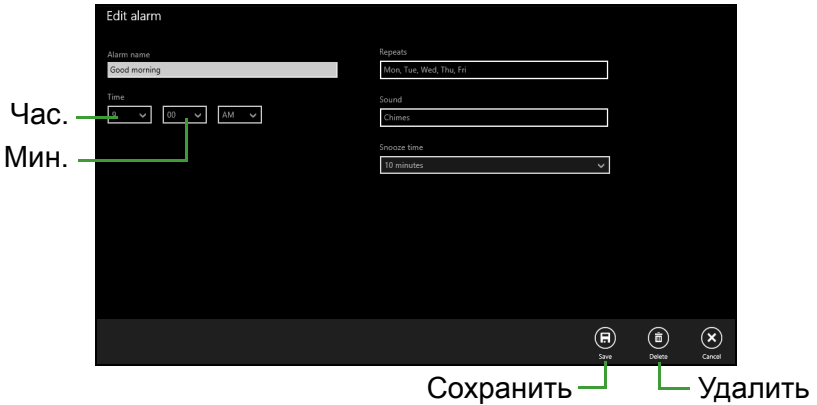 Edit alarm
Alarm name
Good morning
Time
9 00 AM
Repeats
Mon, Tue, Wed, Thu, Fri
Sound
Chimes
Snooze time
10 minutes
Час.
Мин.
Save Delete Cancel
Сохранить Удалить